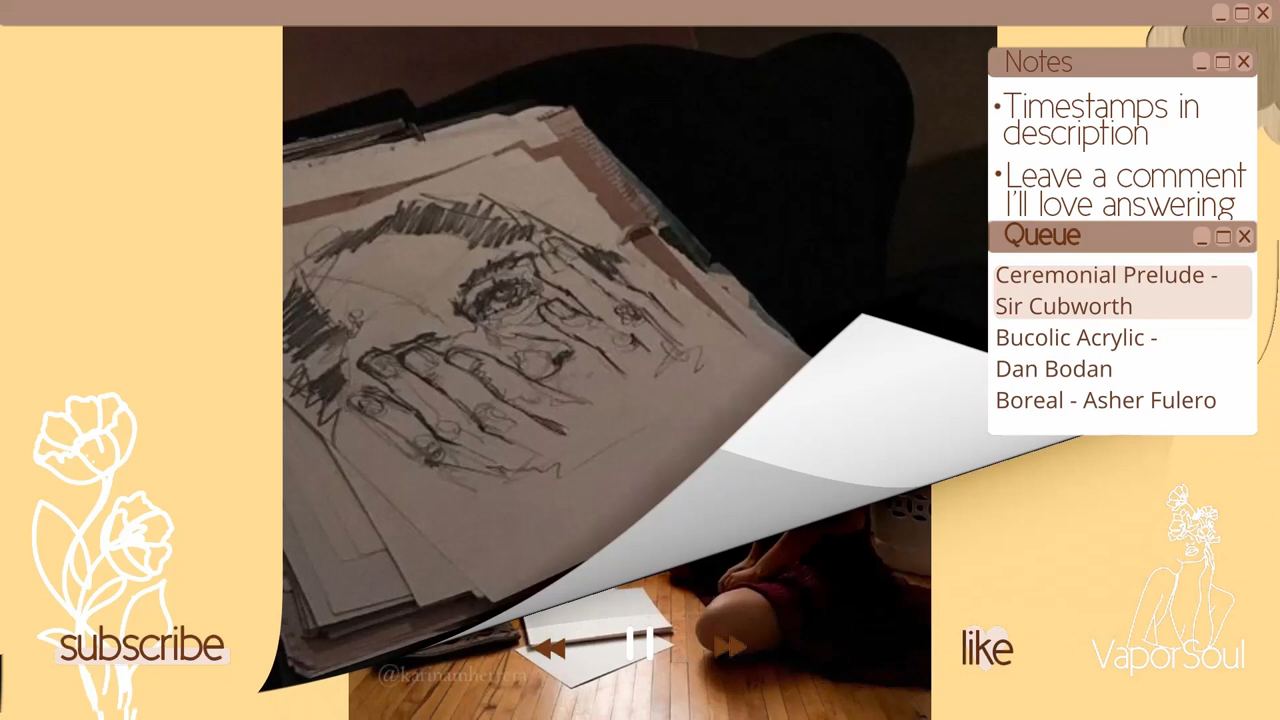 Notes
•Timestamps in
description
•Leave a comment
I'll love answering
Queue
Ceremonial Prelude -
Sir Cubworth
Bucolic Acrylic -
Dan Bodan
Boreal - Asher Fulero
subscribe
like
VaporSoul